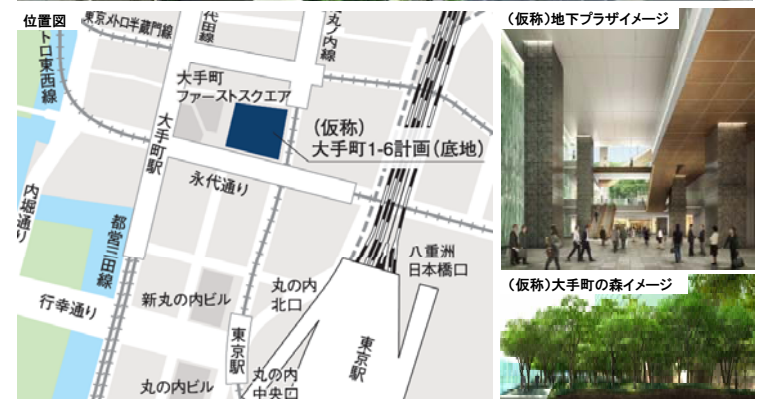 位置図
東京メトロ半蔵門線
代田線
丸ノ内線
トロ東西線
大手町
ファーストスクエア
(仮称)
大手町1-6計画(底地)
大手町駅
永代通り
内堀通り
都営三田線
八重洲
日本橋口
行幸通り
新丸の内ビル
丸の内
北口
東京駅
東京駅
丸の内ビル
丸の内
中央口
(仮称)地下プラザイメージ
(仮称)大手町の森イメージ